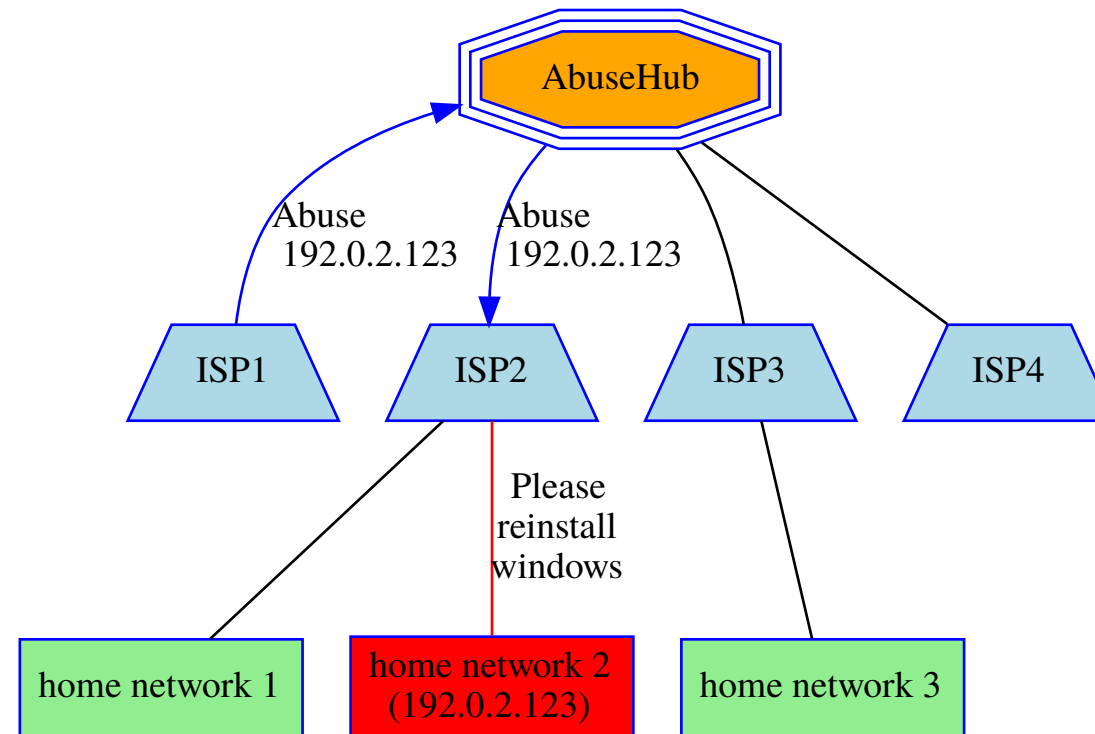 AbuseHub
Abuse
192.0.2.123
Abuse
192.0.2.123
ISP1
ISP2
ISP3
ISP4
Please
reinstall
windows
home network 1
home network 2
(192.0.2.123)
home network 3